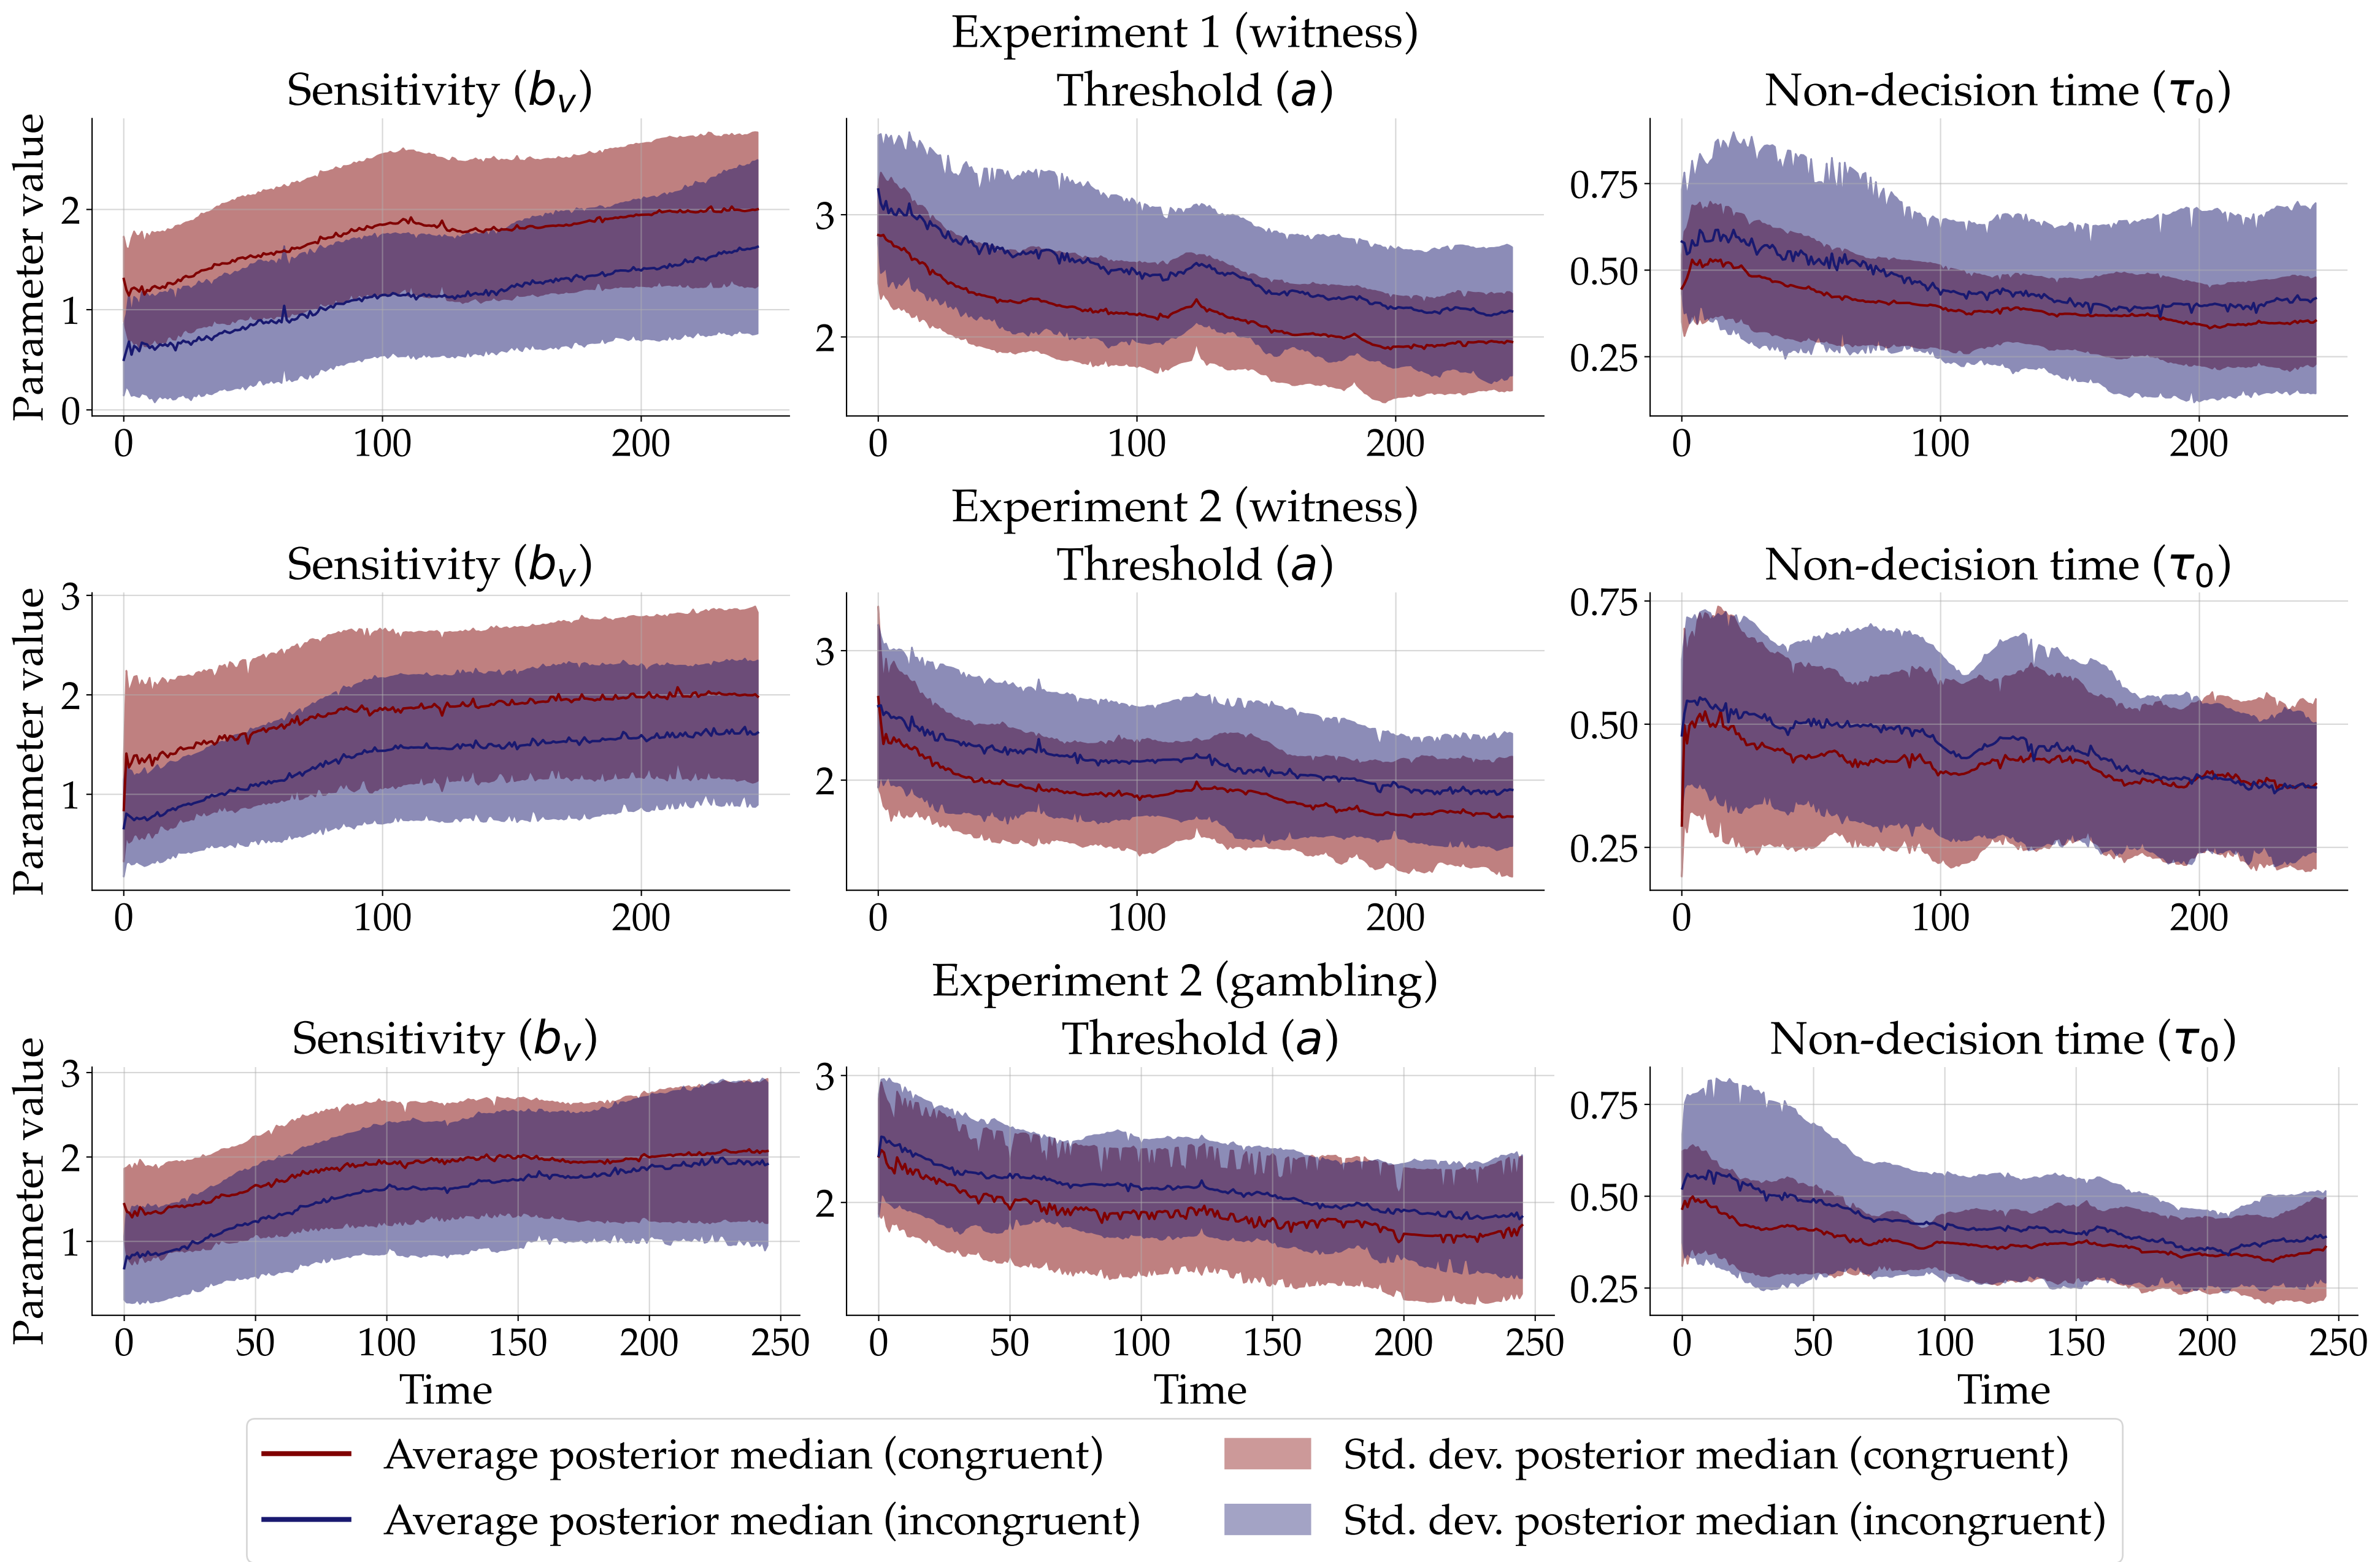 Experiment 1 (witness)
Sensitivity (b_v)
Threshold (a)
Non-decision time (τ_0)
Parameter value
2
1
0
0 100 200
3
2
0 100 200
0.75
0.50
0.25
0 100 200
Experiment 2 (witness)
Sensitivity (b_v)
Threshold (a)
Non-decision time (τ_0)
Parameter value
3
2
1
0 100 200
3
2
0 100 200
0.75
0.50
0.25
0 100 200
Experiment 2 (gambling)
Sensitivity (b_v)
Threshold (a)
Non-decision time (τ_0)
Parameter value
3
2
1
0 50 100 150 200 250
Time
3
2
0 50 100 150 200 250
Time
0.75
0.50
0.25
0 50 100 150 200 250
Time
Average posterior median (congruent)
Average posterior median (incongruent)
Std. dev. posterior median (congruent)
Std. dev. posterior median (incongruent)